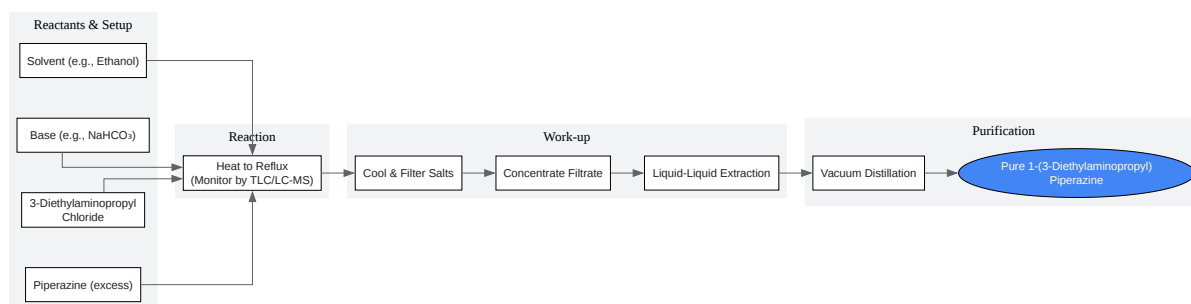 Reactants & Setup
Solvent (e.g., Ethanol)
Base (e.g., NaHCO₃)
3-Diethylaminopropyl
Chloride
Piperazine (excess)
Reaction
Heat to Reflux
(Monitor by TLC/LC-MS)
Work-up
Cool & Filter Salts
Concentrate Filtrate
Liquid-Liquid Extraction
Purification
Vacuum Distillation
Pure 1-(3-Diethylaminopropyl)
Piperazine